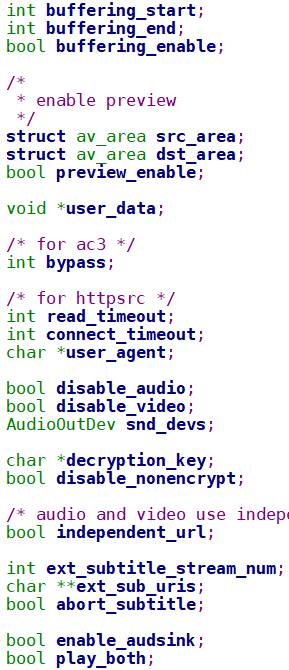 int buffering_start;
int buffering_end;
bool buffering_enable;
/*
 * enable preview
 */
struct av_area src_area;
struct av_area dst_area;
bool preview_enable;
void *user_data;
/* for ac3 */
int bypass;
/* for httpsrc */
int read_timeout;
int connect_timeout;
char *user_agent;
bool disable_audio;
bool disable_video;
AudioOutDev snd_devs;
char *decryption_key;
bool disable_nonencrypt;
/* audio and video use
bool independent_url;
int ext_subtitle_stream_num;
char **ext_sub_uris;
bool abort_subtitle;
bool enable_audsink;
bool play_both;